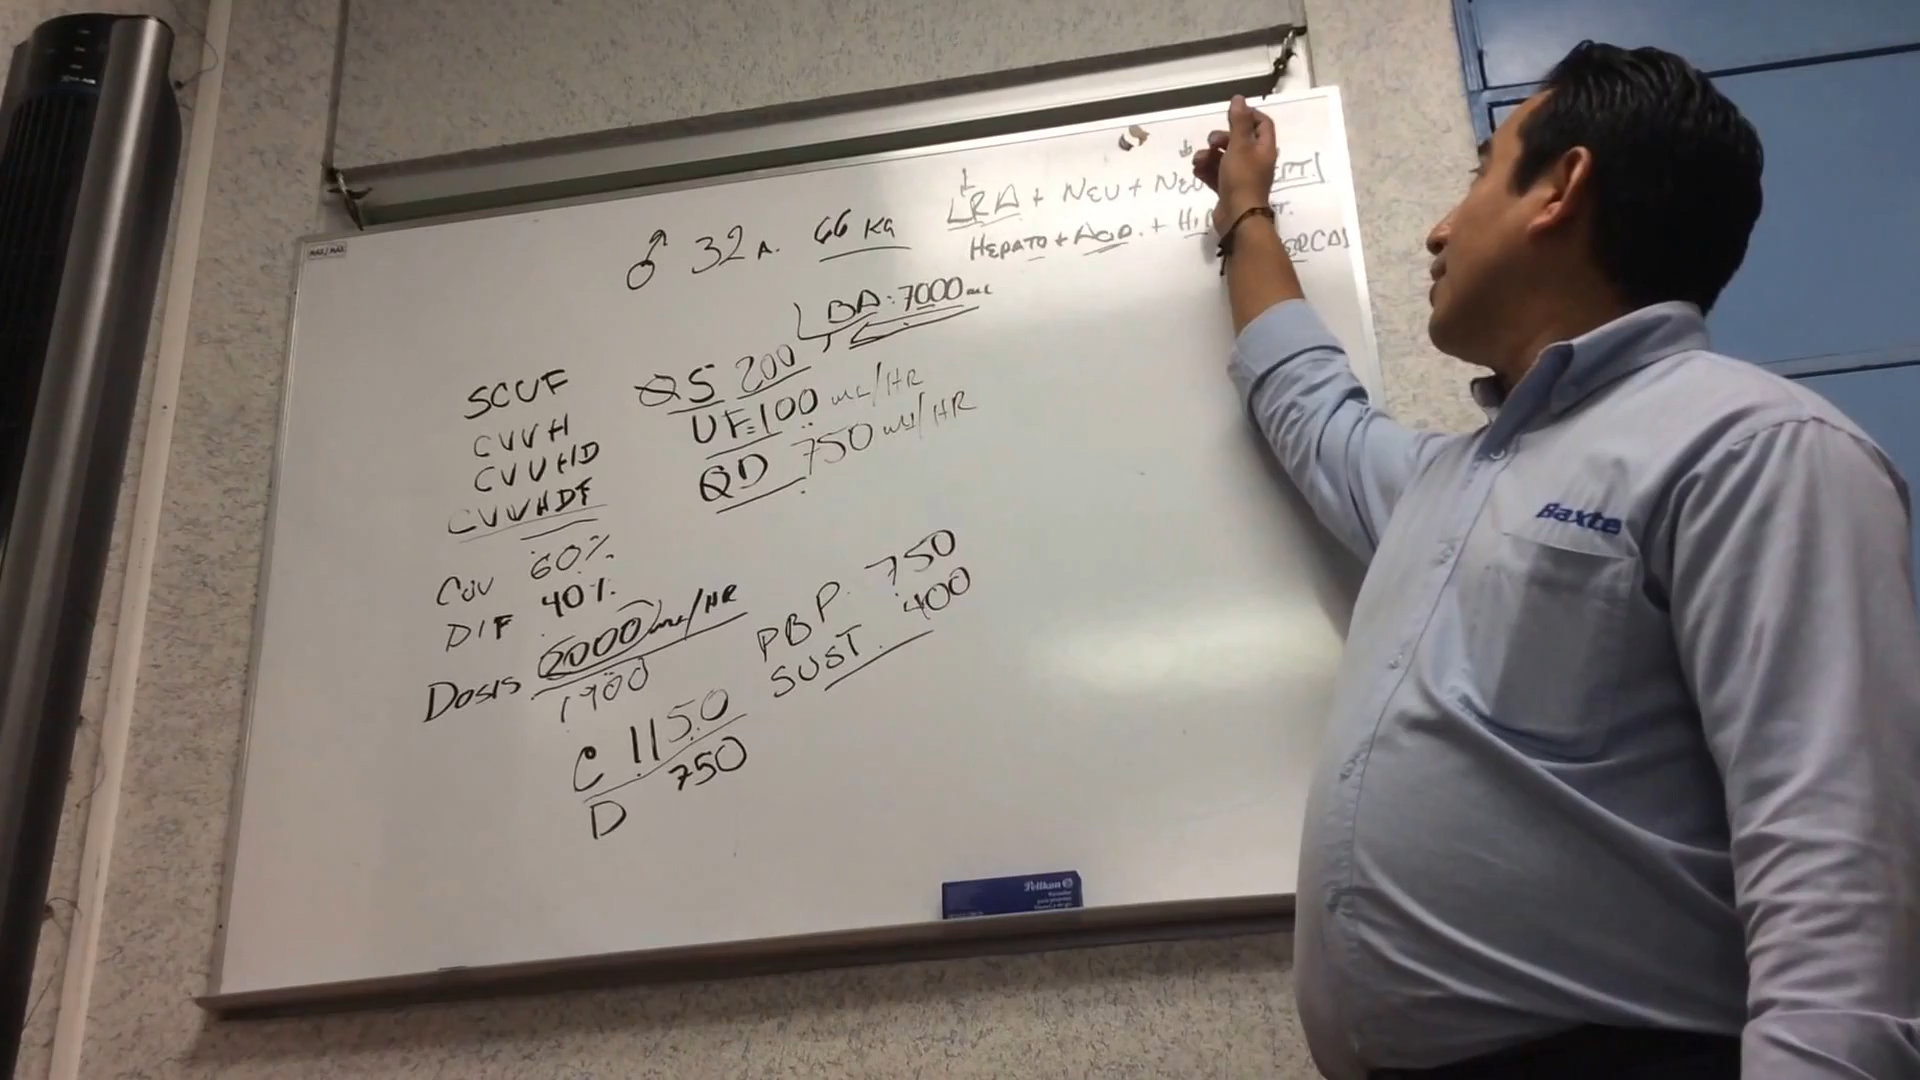 ♂ 32 A. 66 KG
LRA + NEU + NEU
HEPATO + ACD. +
BA: 7000 mL
QS 200
UF=100 mL/HR
QD 750 ml/HR
SCUF
CVVH
CVVHD
CVVHDF
CON 60%
DIF 40%
DOSIS 2000 mL/HR
1900
C 1150
D 750
PBP. 750
SUST. 400
Baxte
Pelikan